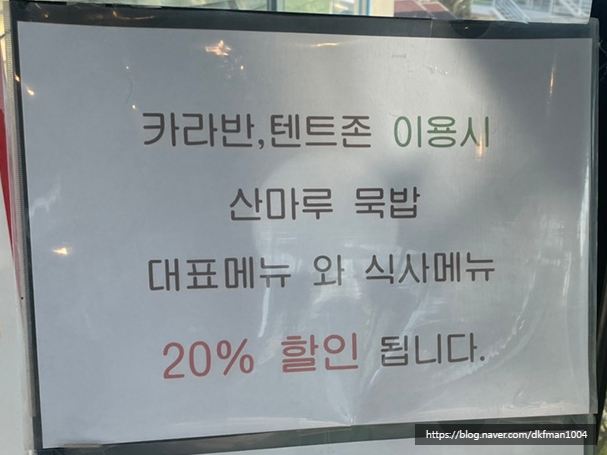 카라반,텐트존 이용시
산마루 묵밥
대표메뉴 와 식사메뉴
20% 할인 됩니다.
https://blog.naver.com/dkfman1004